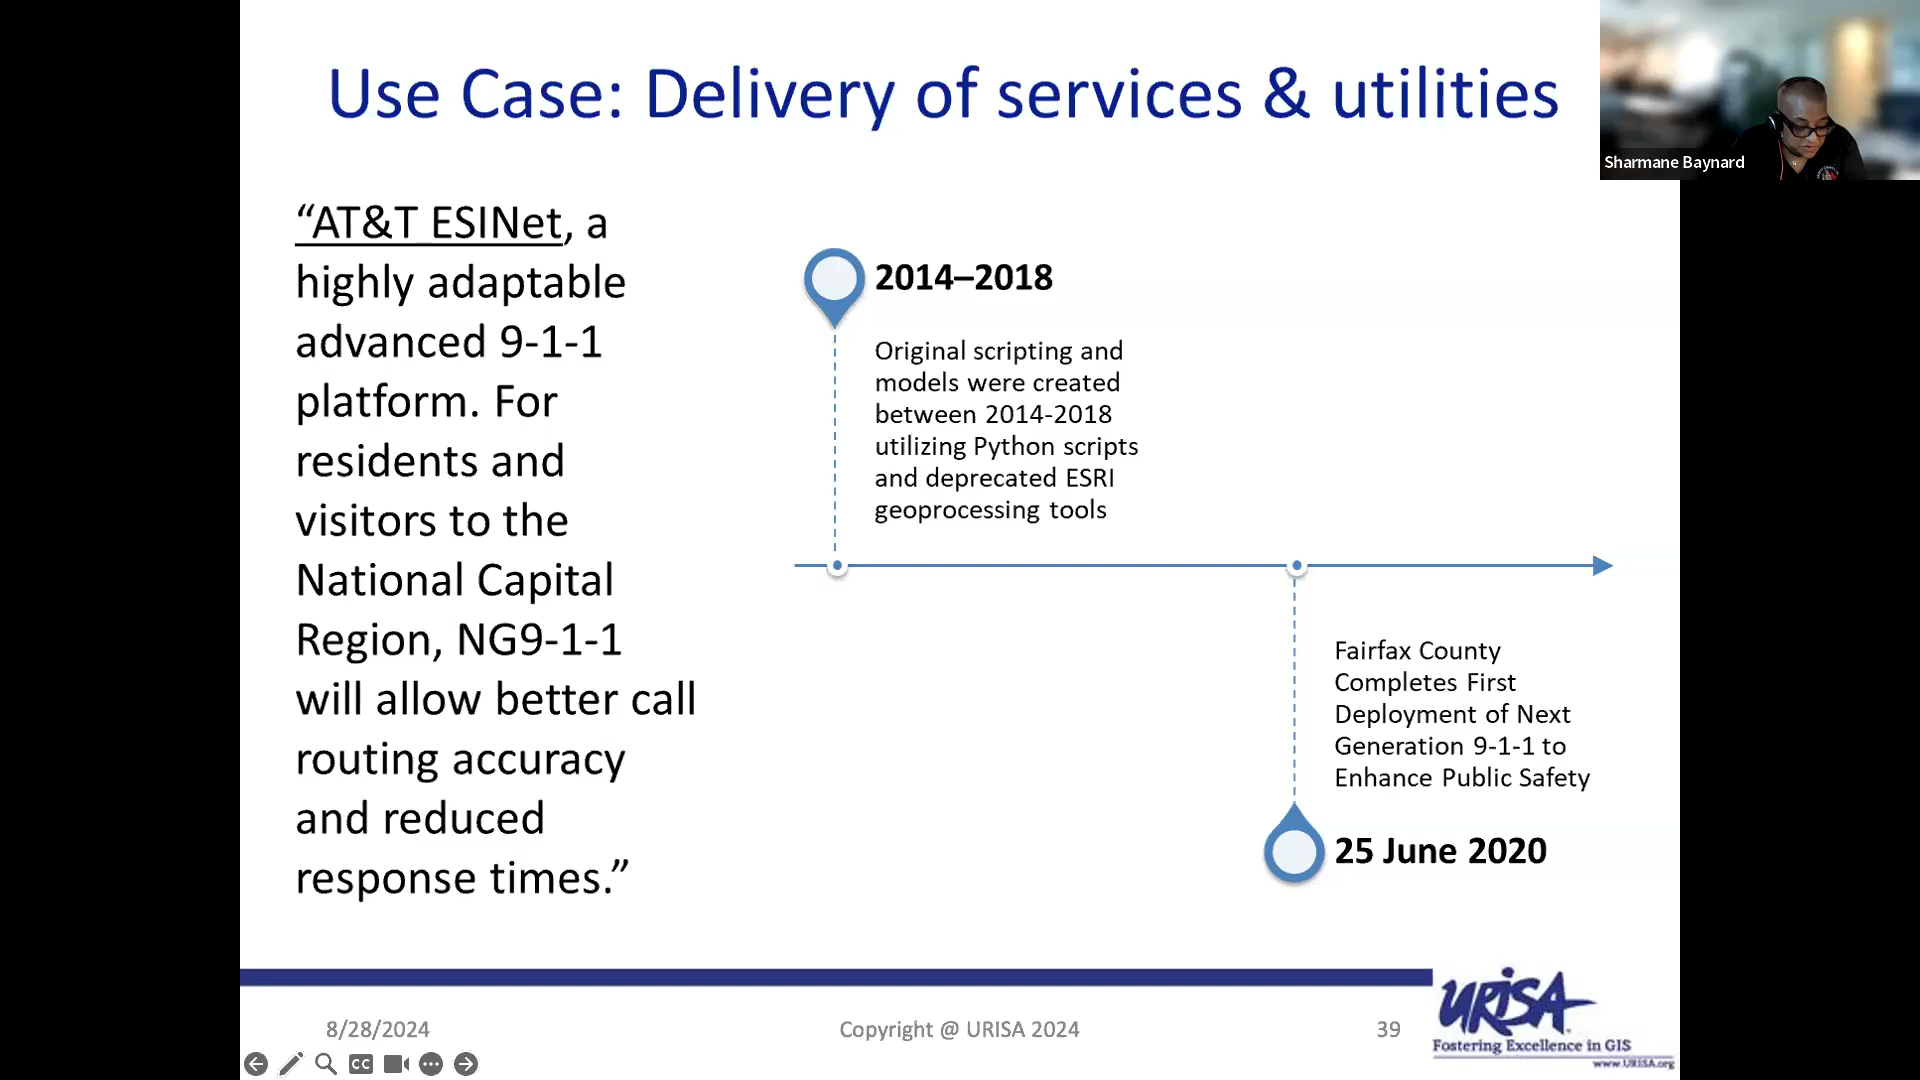 Use Case: Delivery of services & utilities
Sharmane Baynard
“AT&T ESINet, a
highly adaptable
advanced 9-1-1
platform. For
residents and
visitors to the
National Capital
Region, NG9-1-1
will allow better call
routing accuracy
and reduced
response times.”
2014–2018
Original scripting and
models were created
between 2014-2018
utilizing Python scripts
and deprecated ESRI
geoprocessing tools
Fairfax County
Completes First
Deployment of Next
Generation 9-1-1 to
Enhance Public Safety
25 June 2020
8/28/2024
Copyright @ URISA 2024
39
URISA
Fostering Excellence in GIS
www.URISA.org
CC